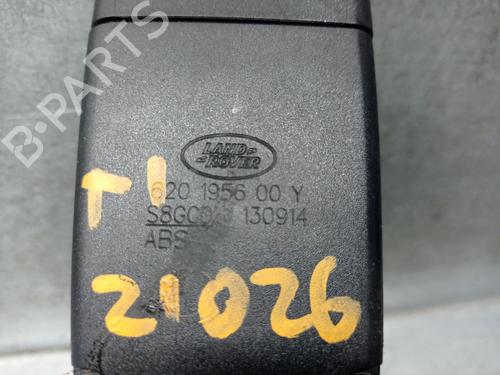 B-PARTS
LAND-
-ROVER
620 1956 00 Y
130914
ABS
T1
21026